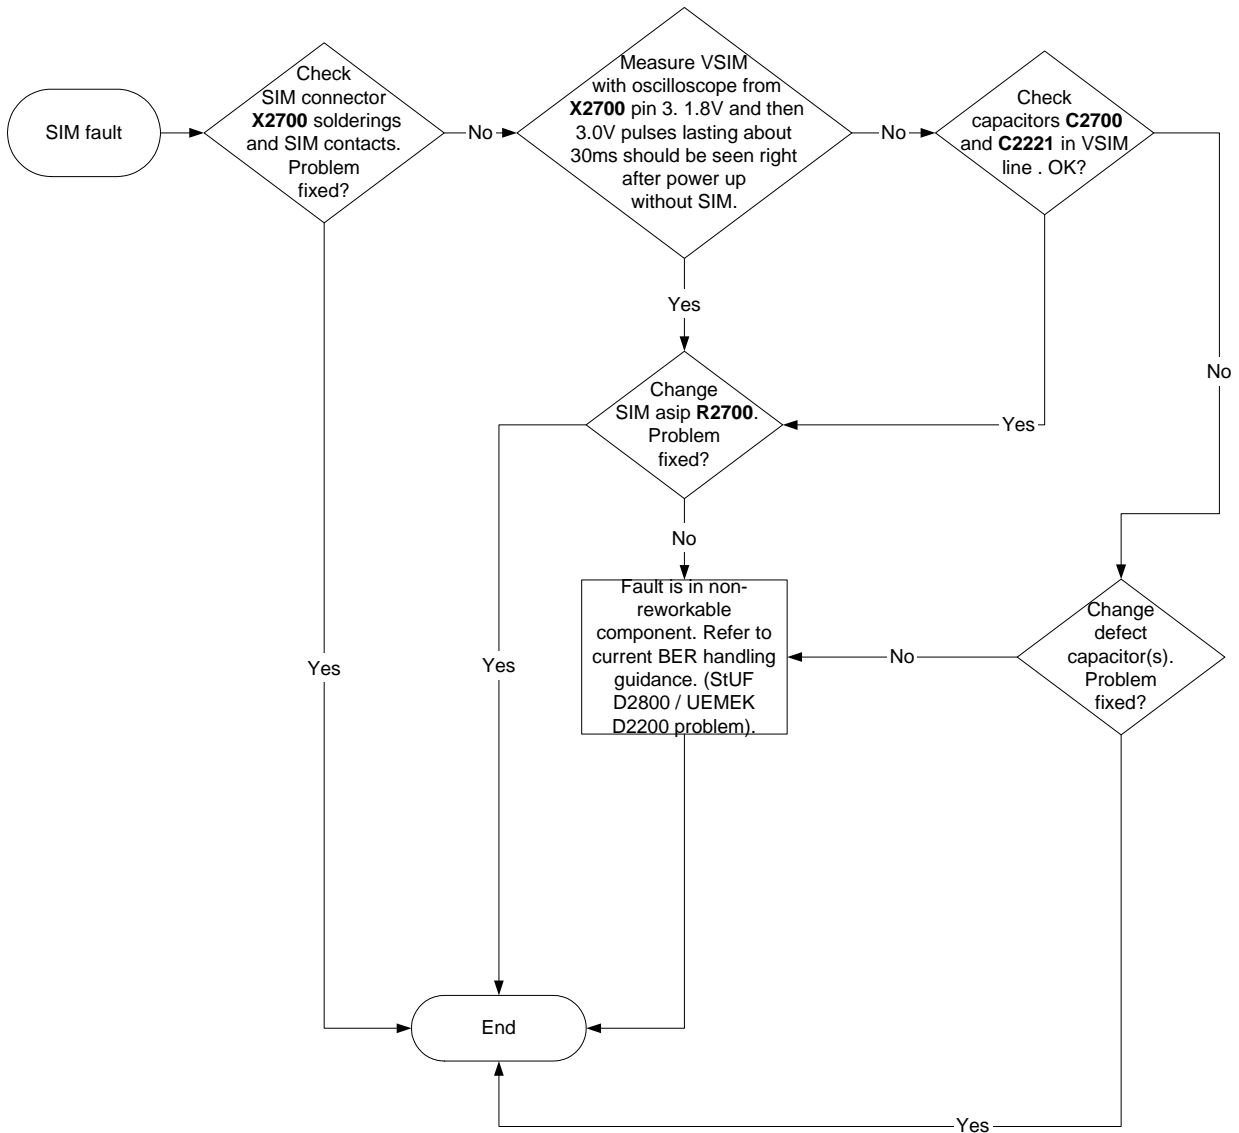 SIM fault
Check
SIM connector
X2700 solderings
and SIM contacts.
Problem
fixed?
No
Measure VSIM
with oscilloscope from
X2700 pin 3. 1.8V and then
3.0V pulses lasting about
30ms should be seen right
after power up
without SIM.
No
Check
capacitors C2700
and C2221 in VSIM
line . OK?
Yes
No
Change
SIM asip R2700.
Problem
fixed?
Yes
No
Fault is in non-
reworkable
component. Refer to
current BER handling
guidance. (StUF
D2800 / UEMEK
D2200 problem).
Change
defect
capacitor(s).
Problem
fixed?
No
Yes
Yes
End
Yes